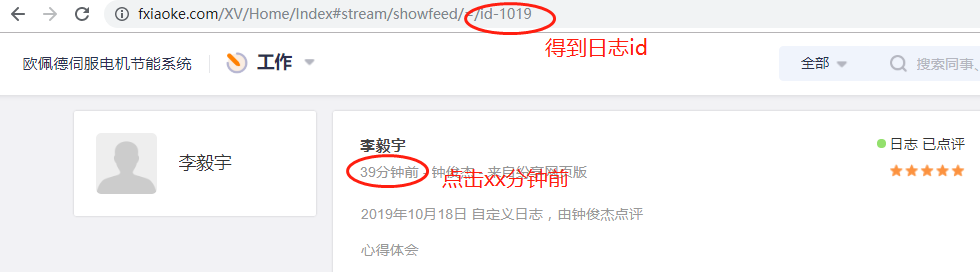 fxiaoke.com/XV/Home/Index#stream/showfeed/=/id-1019
得到日志id
欧佩德伺服电机节能系统
工作
全部
搜索同事、
李毅宇
李毅宇
日志 已点评
39分钟前 - 钟俊杰 来自纷享网页版
点击xx分钟前
2019年10月18日 自定义日志，由钟俊杰点评
心得体会